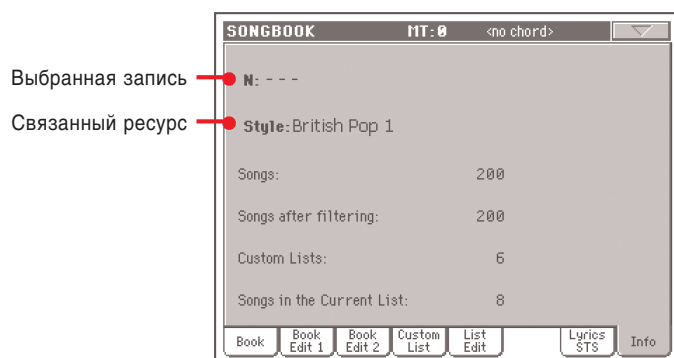 SONGBOOK MT:0 <no chord>
Выбранная запись N: - - -
Связанный ресурс Style: British Pop 1
Songs: 200
Songs after filtering: 200
Custom Lists: 6
Songs in the Current List: 8
Book Book Edit 1 Book Edit 2 Custom List List Edit Lyrics STS Info